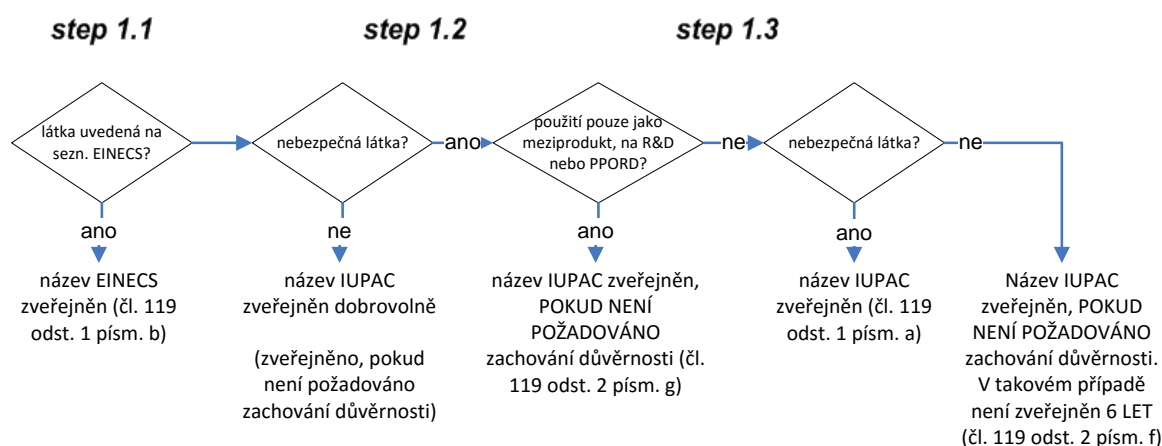 step 1.1
step 1.2
step 1.3
látka uvedená na
sezn. EINECS?
nebezpečná látka?
ano
použití pouze jako
meziprodukt, na R&D
nebo PPORD?
ne
nebezpečná látka?
ne
ano
název EINECS
zveřejněn (čl. 119
odst. 1 písm. b)
ne
název IUPAC
zveřejněn dobrovolně
(zveřejněno, pokud
není požadováno
zachování důvěrnosti)
ano
název IUPAC zveřejněn,
POKUD NENÍ
POŽADOVÁNO
zachování důvěrnosti (čl.
119 odst. 2 písm. g)
ano
název IUPAC
zveřejněn (čl. 119
odst. 1 písm. a)
Název IUPAC
zveřejněn, POKUD
NENÍ POŽADOVÁNO
zachování důvěrnosti.
V takovém případě
není zveřejněn 6 LET
(čl. 119 odst. 2 písm. f)